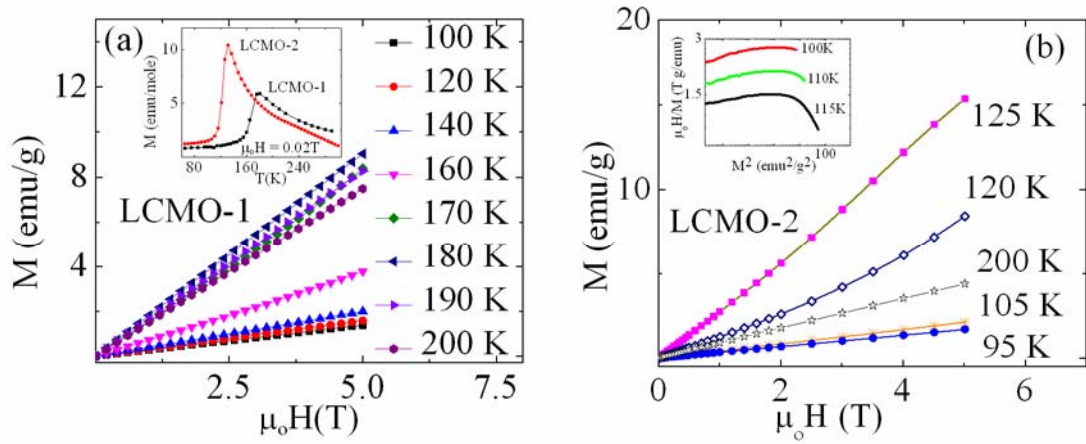 (a)
M (emu/g)
12
8
4
0
2.5
5.0
7.5
μₒH(T)
LCMO-1
M (emu/mole)
10
5
80
160
240
T(K)
LCMO-2
LCMO-1
μₒH = 0.02T
100 K
120 K
140 K
160 K
170 K
180 K
190 K
200 K
(b)
M (emu/g)
20
10
0
0
2
4
6
μₒH (T)
LCMO-2
μₒH/M (T g/emu)
3
1.5
100K
110K
115K
100
M² (emu²/g²)
125 K
120 K
200 K
105 K
95 K